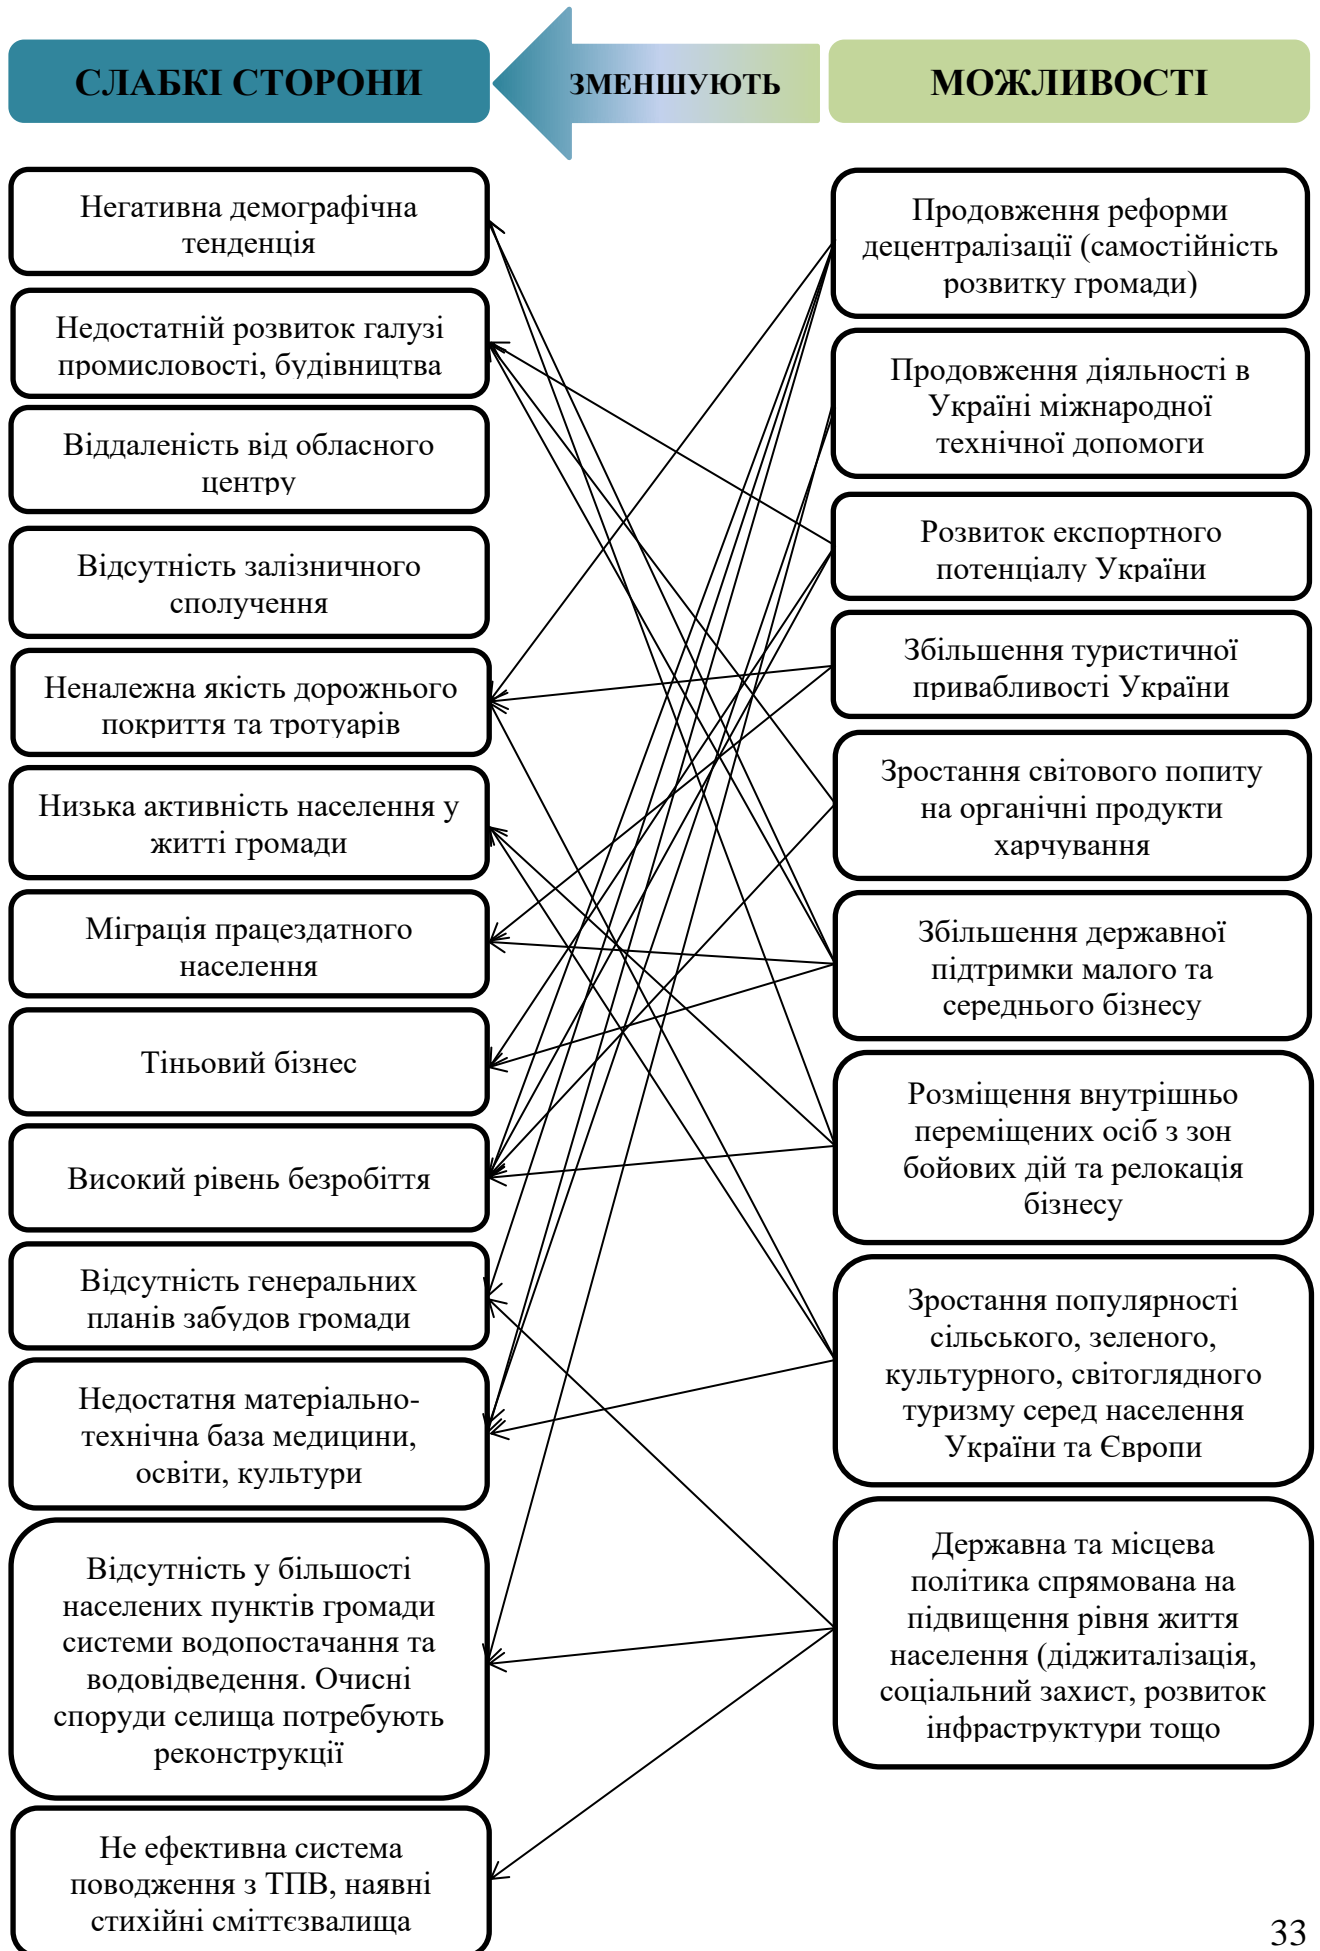 СЛАБКІ СТОРОНИ
ЗМЕНШУЮТЬ
МОЖЛИВОСТІ
Негативна демографічна
тенденція
Недостатній розвиток галузі
промисловості, будівництва
Віддаленість від обласного
центру
Відсутність залізничного
сполучення
Неналежна якість дорожнього
покриття та тротуарів
Низька активність населення у
житті громади
Міграція працездатного
населення
Тіньовий бізнес
Високий рівень безробіття
Відсутність генеральних
планів забудов громади
Недостатня матеріально-
технічна база медицини,
освіти, культури
Відсутність у більшості
населених пунктів громади
системи водопостачання та
водовідведення. Очисні
споруди селища потребують
реконструкції
Не ефективна система
поводження з ТПВ, наявні
стихійні сміттєзвалища
Продовження реформи
децентралізації (самостійність
розвитку громади)
Продовження діяльності в
Україні міжнародної
технічної допомоги
Розвиток експортного
потенціалу України
Збільшення туристичної
привабливості України
Зростання світового попиту
на органічні продукти
харчування
Збільшення державної
підтримки малого та
середнього бізнесу
Розміщення внутрішньо
переміщених осіб з зон
бойових дій та релокація
бізнесу
Зростання популярності
сільського, зеленого,
культурного, світоглядного
туризму серед населення
України та Європи
Державна та місцева
політика спрямована на
підвищення рівня життя
населення (діджиталізація,
соціальний захист, розвиток
інфраструктури тощо
33